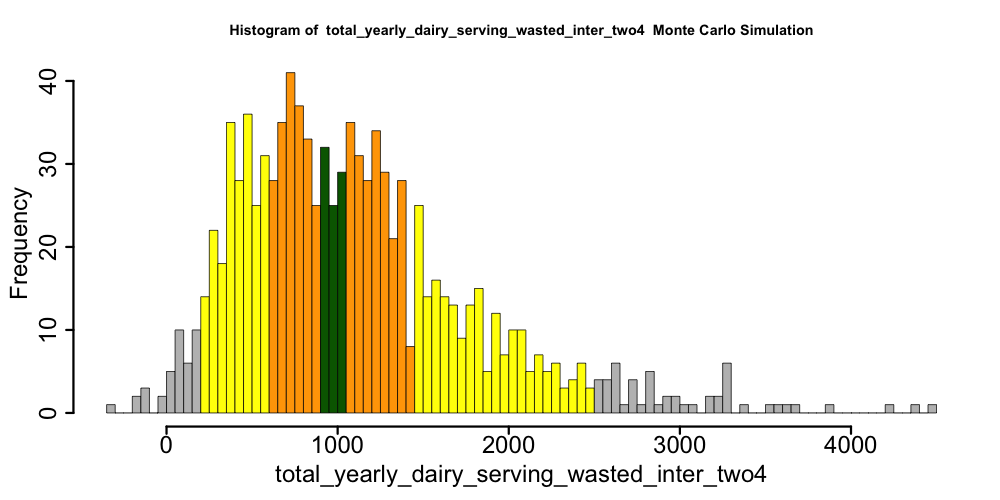 Histogram of  total_yearly_dairy_serving_wasted_inter_two4  Monte Carlo Simulation
Frequency
40
30
20
10
0
0 1000 2000 3000 4000
total_yearly_dairy_serving_wasted_inter_two4